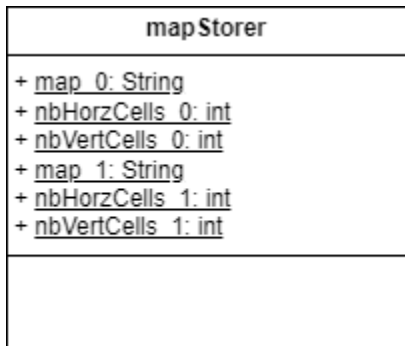 mapStorer
+ map_0: String
+ nbHorzCells_0: int
+ nbVertCells_0: int
+ map_1: String
+ nbHorzCells_1: int
+ nbVertCells_1: int